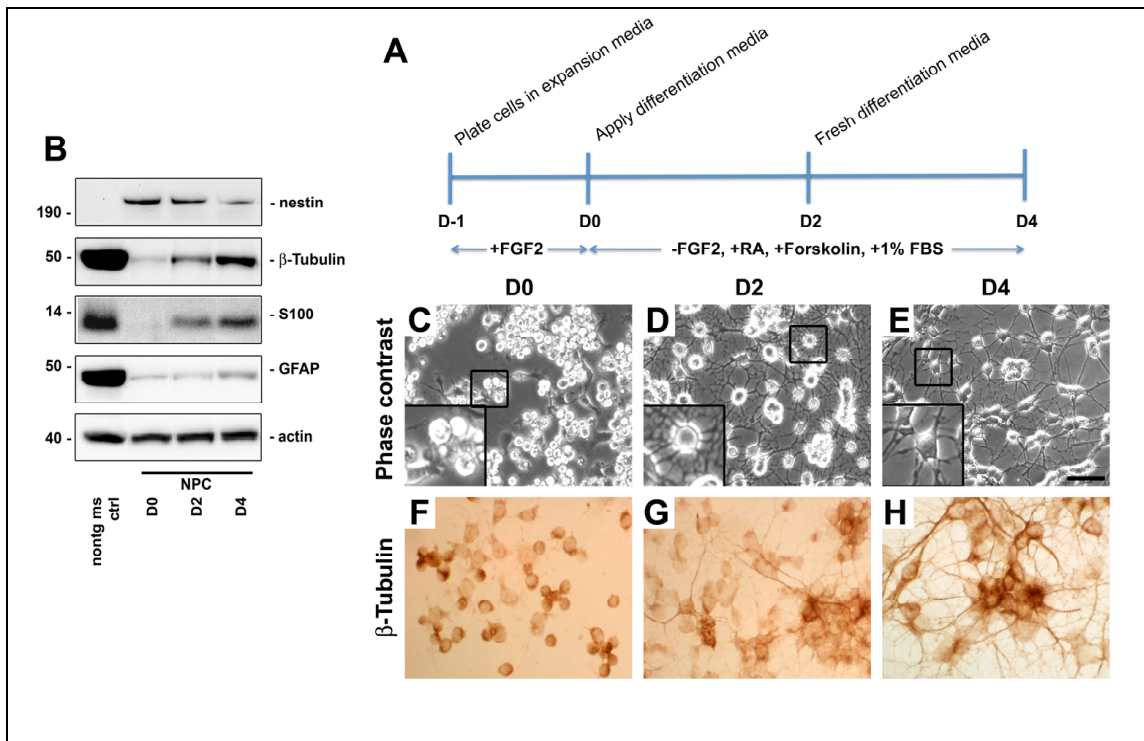 A
Plate cells in expansion media
Apply differentiation media
Fresh differentiation media
D-1
D0
D2
D4
+FGF2
-FGF2, +RA, +Forskolin, +1% FBS
B
190 -
- nestin
50 -
- β-Tubulin
14 -
- S100
50 -
- GFAP
40 -
- actin
NPC
nontg ms
ctrl
D0
D2
D4
D0
D2
D4
Phase contrast
C
D
E
β-Tubulin
F
G
H